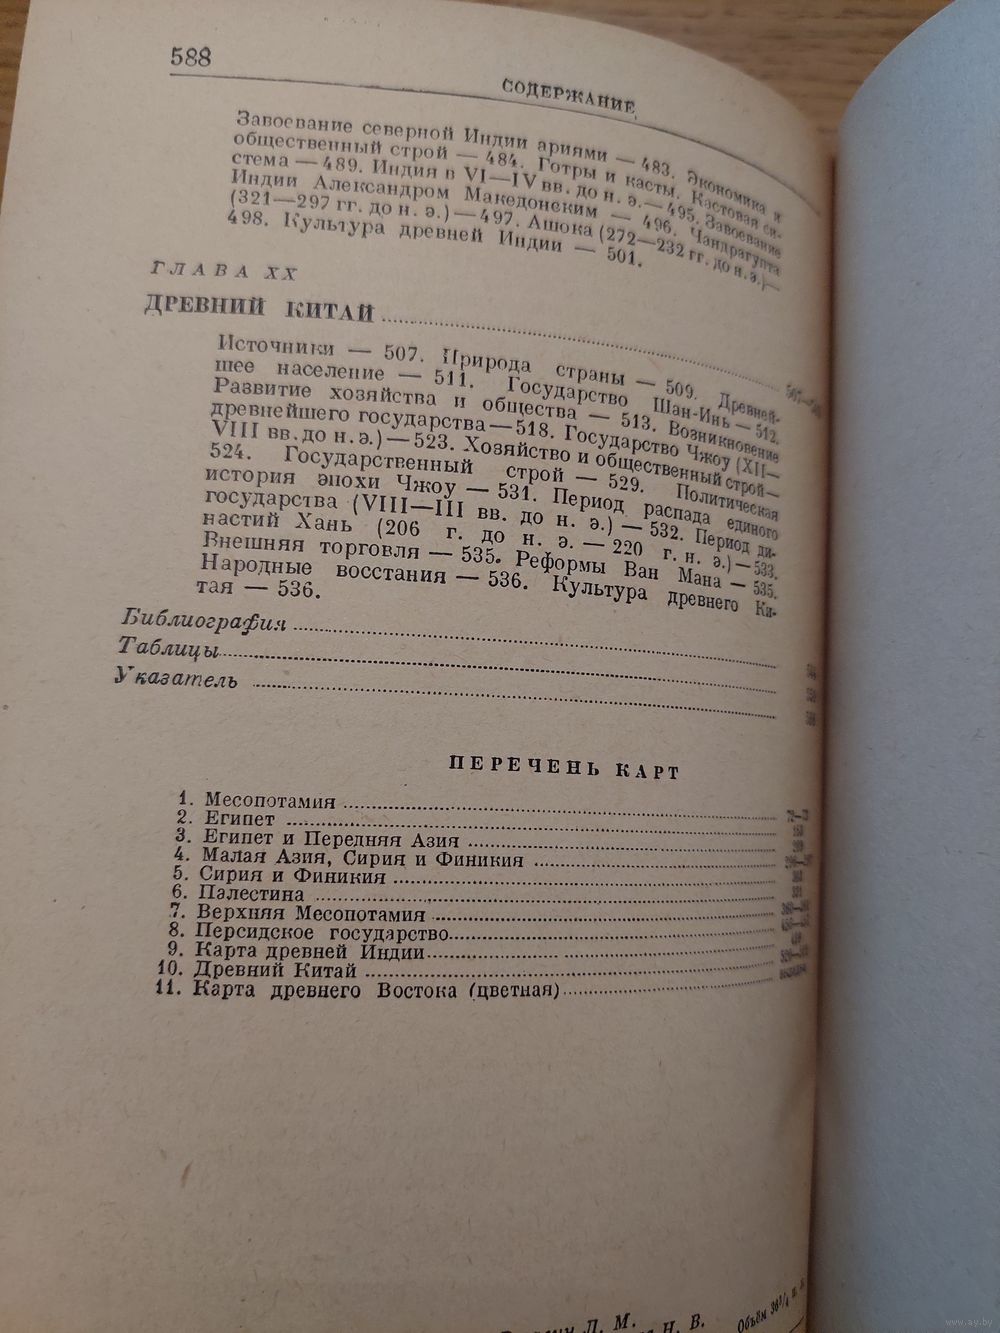 588
СОДЕРЖАНИЕ
Завоевание северной Индии ариями — 483. Экономика и
общественный строй — 484. Готры и касты. Кастовая си-
стема — 489. Индия в VI—IV вв. до н. э.— 495. Завоевание
Индии Александром Македонским — 496. Чандрагупта
(321—297 гг. до н. э.) — 497. Ашока (272—232 гг. до н. э.)—
498. Культура древней Индии — 501.
ГЛАВА XX
ДРЕВНИЙ КИТАЙ
Источники — 507. Природа страны — 509. Древней-
шее население — 511. Государство Шан-Инь — 512.
Развитие хозяйства и общества — 513. Возникновение
древнейшего государства—518. Государство Чжоу (XII—
VIII вв. до н. э.) — 523. Хозяйство и общественный строй—
524. Государственный строй — 529. Политическая
история эпохи Чжоу — 531. Период распада единого
государства (VIII—III вв. до н. э.) — 532. Период ди-
настий Хань (206 г. до н. э. — 220 г. н. э.) — 533.
Внешняя торговля — 535. Реформы Ван Мана — 535.
Народные восстания — 536. Культура древнего Ки-
тая — 536.
Библиография
Таблицы
Указатель
ПЕРЕЧЕНЬ КАРТ
1. Месопотамия
2. Египет
3. Египет и Передняя Азия
4. Малая Азия, Сирия и Финикия
5. Сирия и Финикия
6. Палестина
7. Верхняя Месопотамия
8. Персидское государство
9. Карта древней Индии
10. Древний Китай
11. Карта древнего Востока (цветная)
Л. М.
Н. В.
Объём 36 3/4 п. л.
www.ay.by